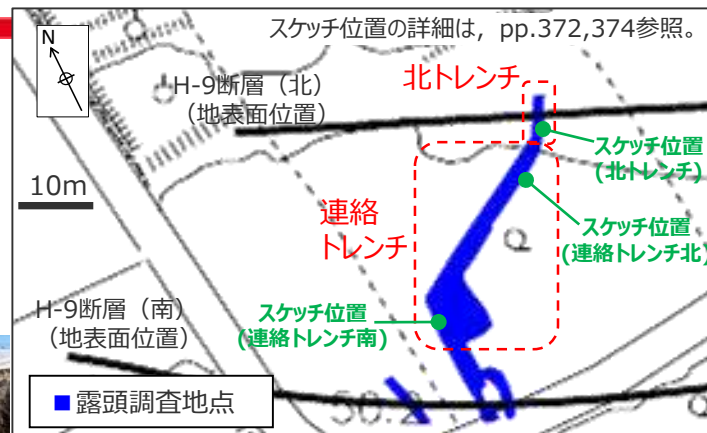 スケッチ位置の詳細は，pp.372,374参照。
N
H-9断層（北）
（地表面位置）
北トレンチ
スケッチ位置
(北トレンチ)
10m
連絡
トレンチ
スケッチ位置
(連絡トレンチ北)
H-9断層（南）
（地表面位置）
スケッチ位置
(連絡トレンチ南)
■露頭調査地点
50.2